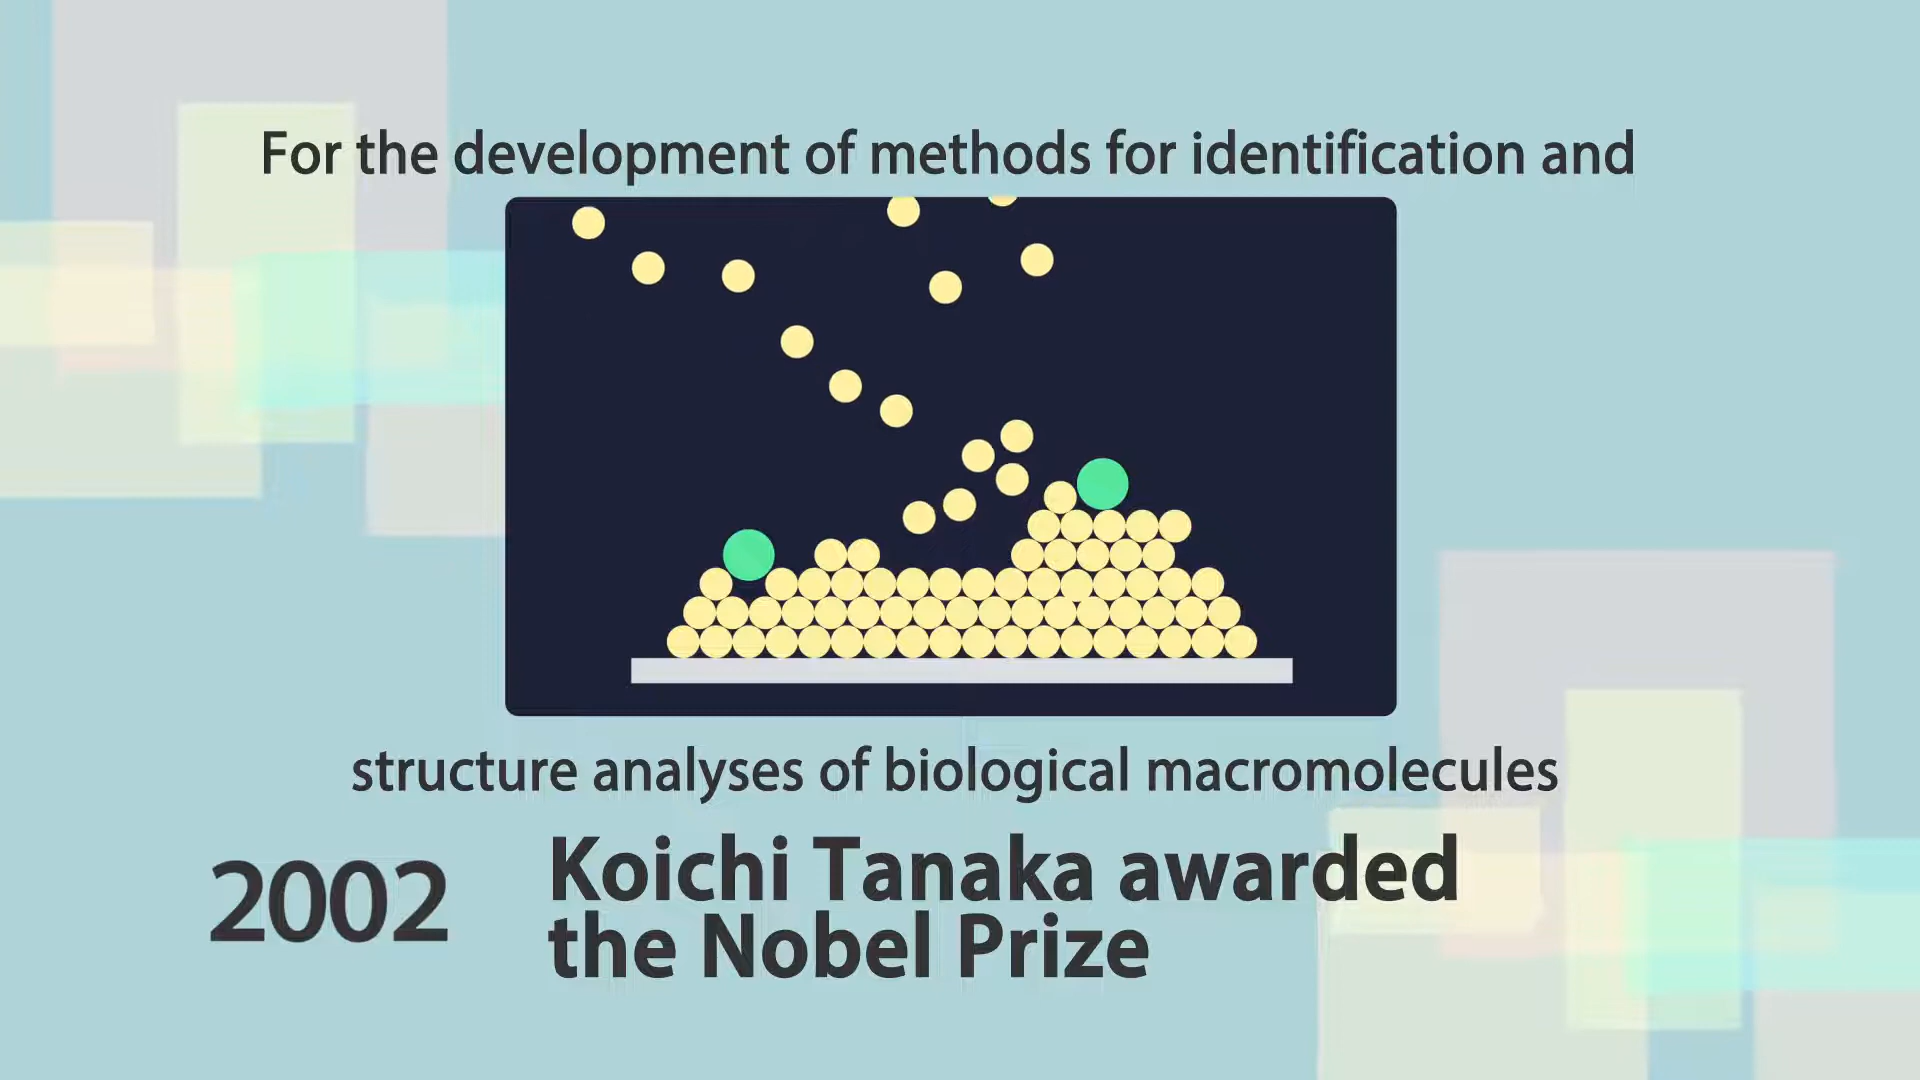 For the development of methods for identification and
structure analyses of biological macromolecules
2002
Koichi Tanaka awarded
the Nobel Prize